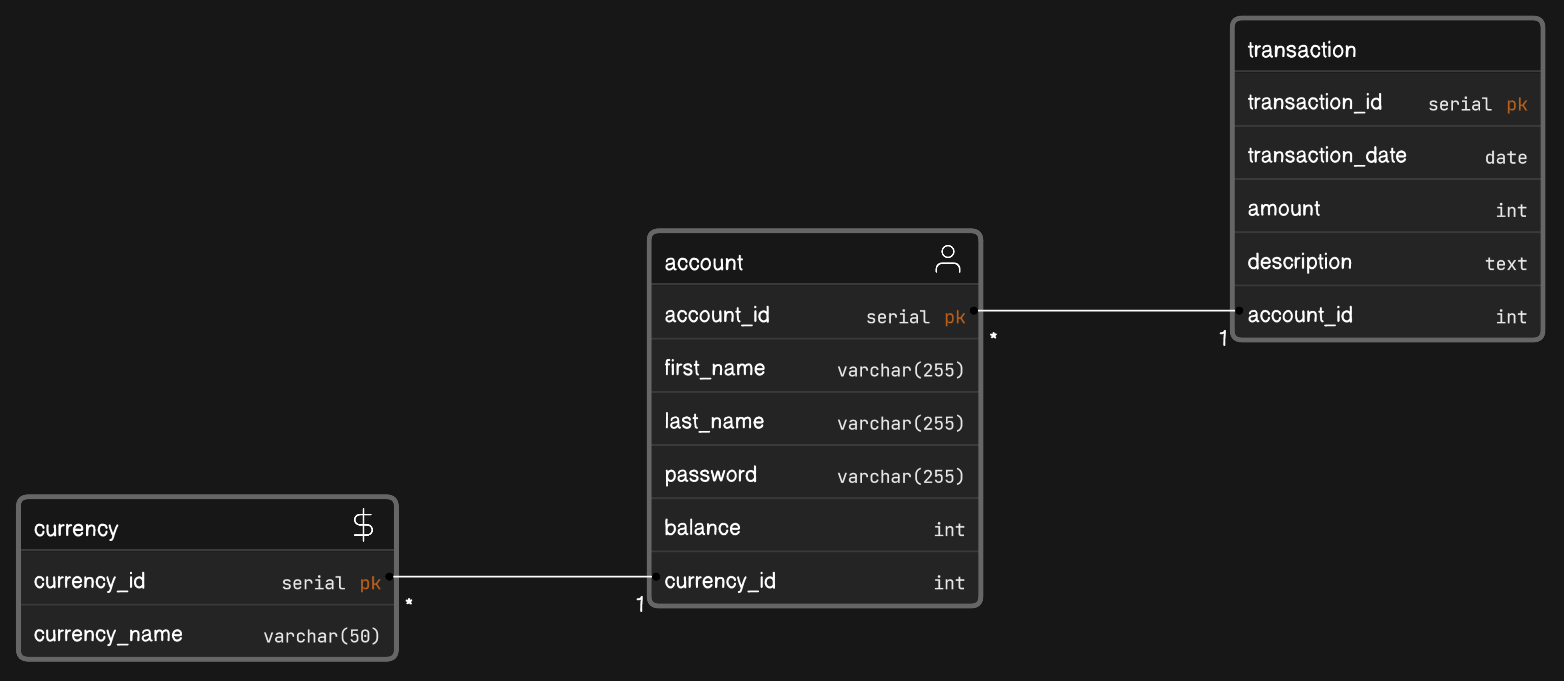 transaction
transaction_id serial pk
transaction_date date
amount int
description text
account_id int
account
account_id serial pk
first_name varchar(255)
last_name varchar(255)
password varchar(255)
balance int
currency_id int
* 1
currency $
currency_id serial pk
currency_name varchar(50)
* 1